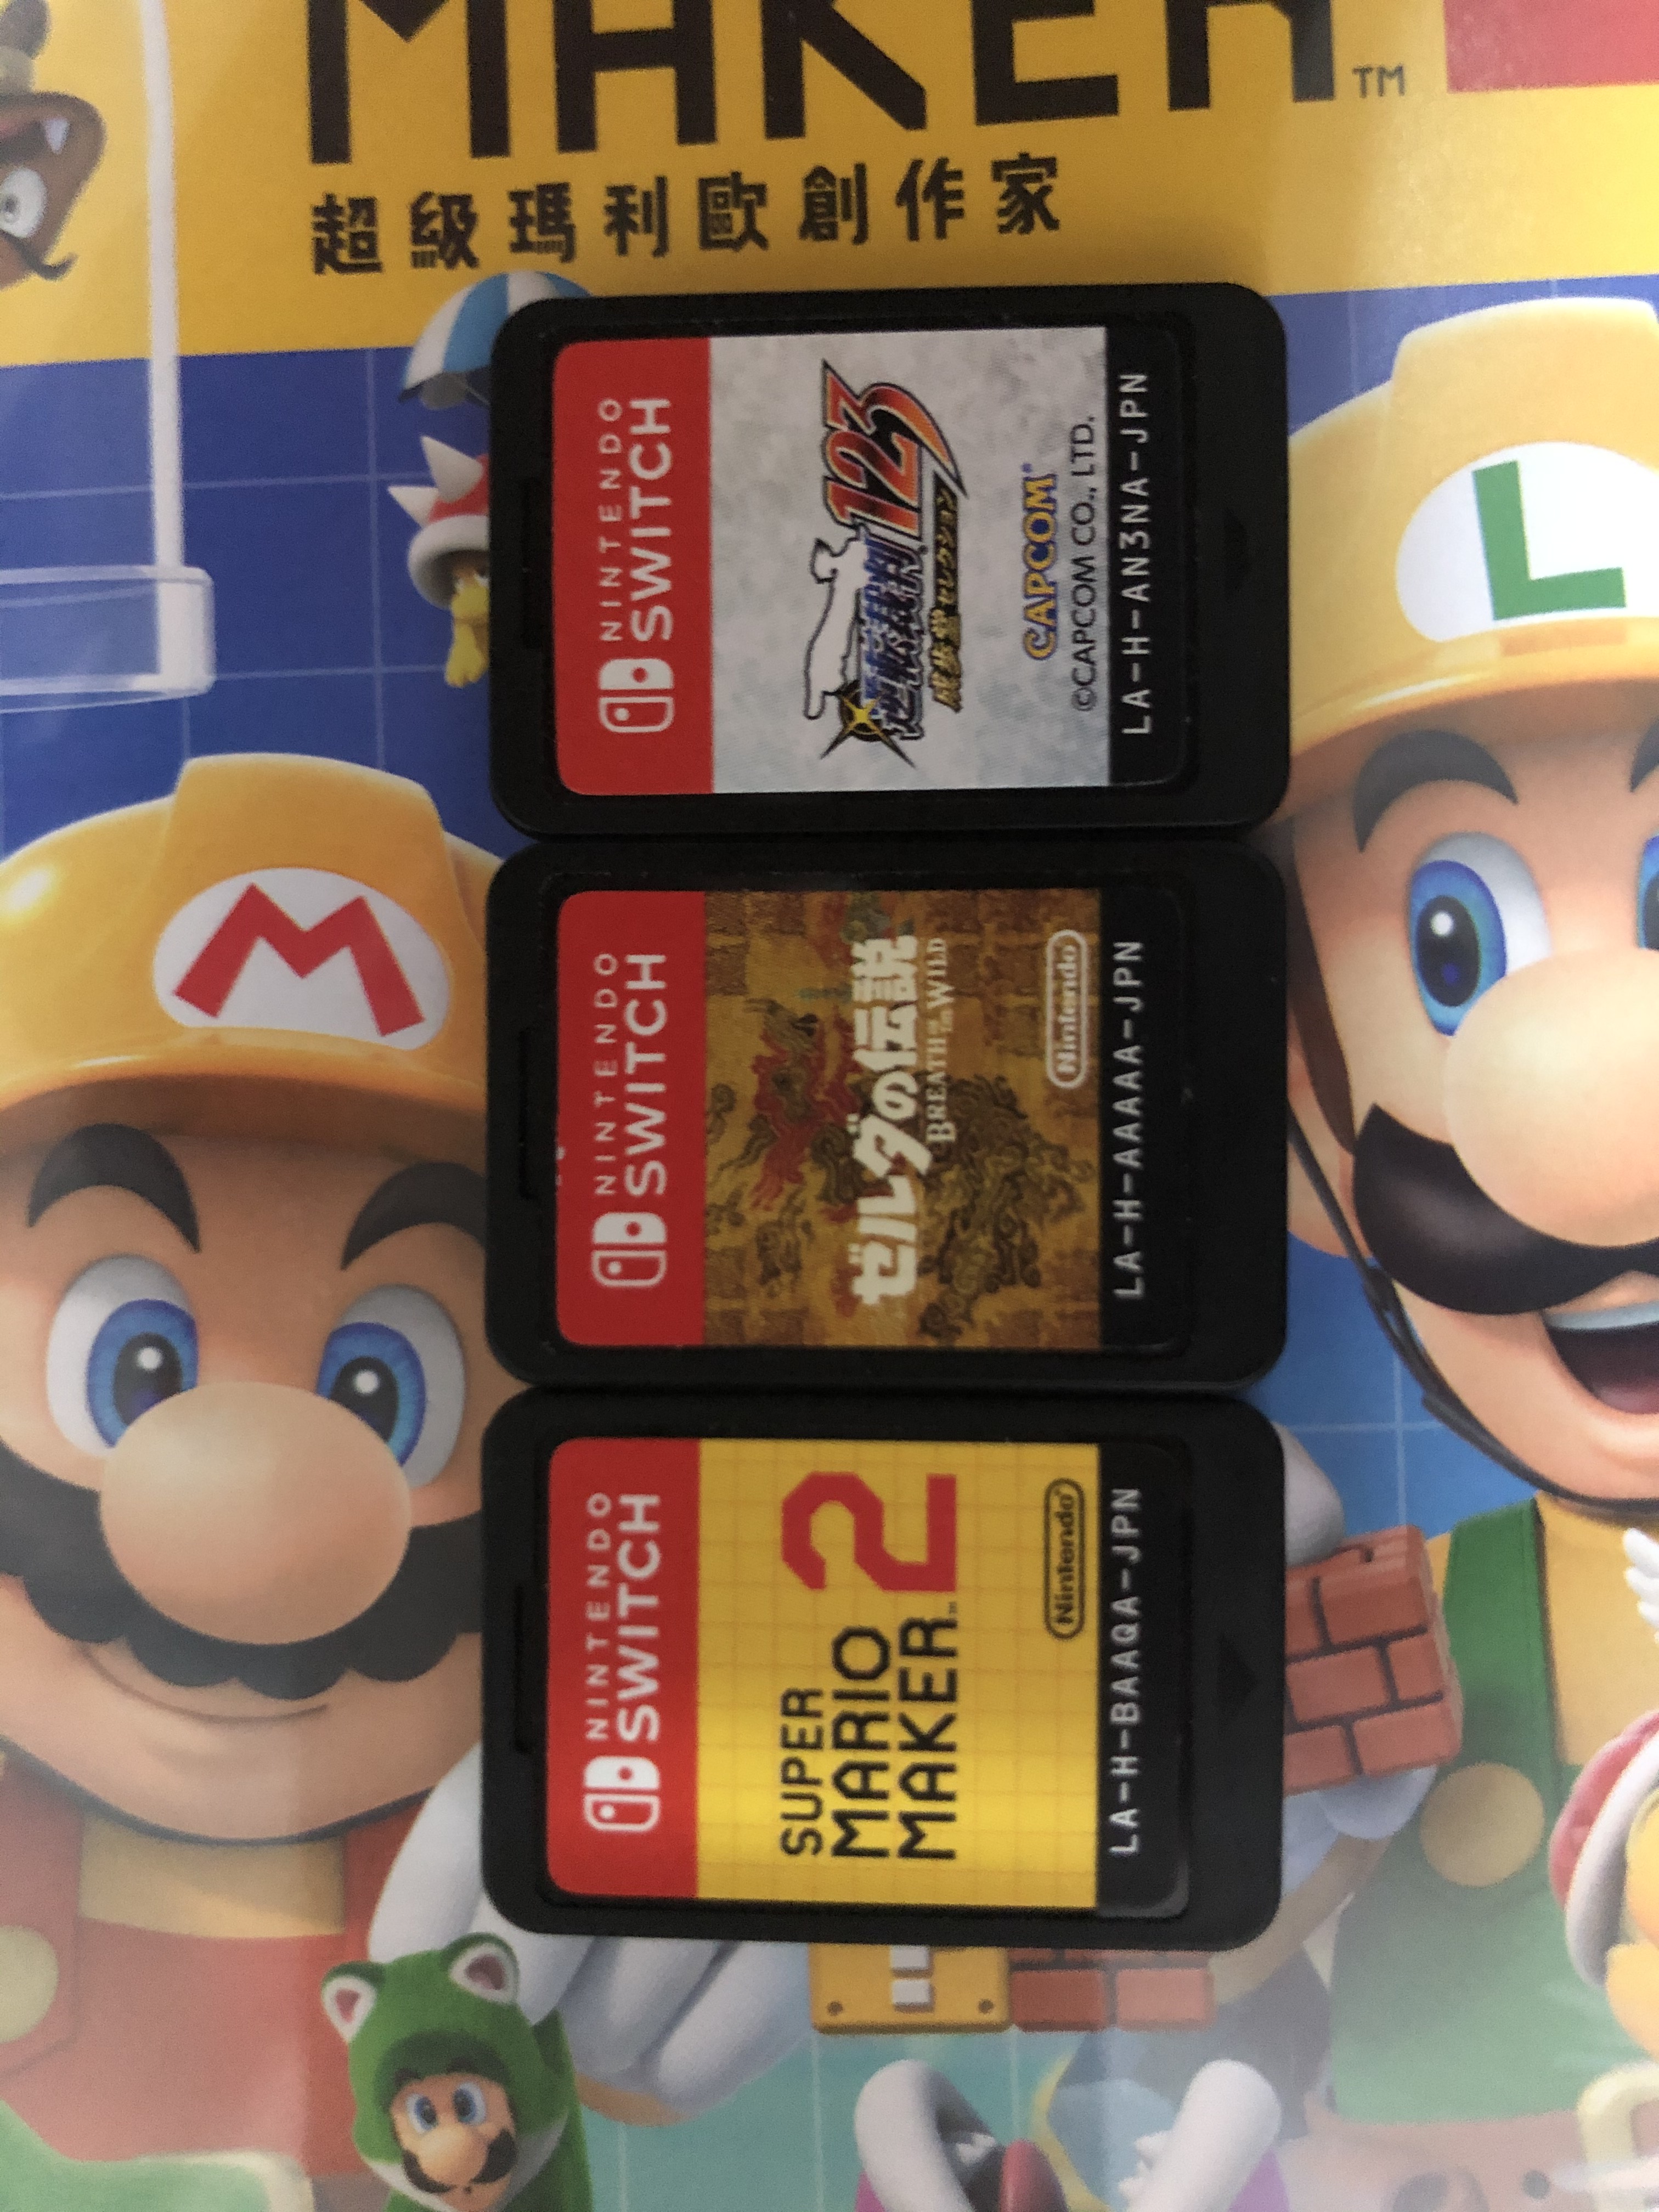 NINTENDO
SWITCH
SUPER
MARIO
MAKER™
2
Nintendo
LA-H-BAAQA-JPN
NINTENDO
SWITCH
ゼルダの伝説
BREATH OF THE WILD
Nintendo
LA-H-AAAAA-JPN
NINTENDO
SWITCH
逆転裁判123
成歩堂セレクション
CAPCOM
©CAPCOM CO., LTD.
LA-H-AN3NA-JPN
M
L
超級瑪利歐創作家
MAKER™